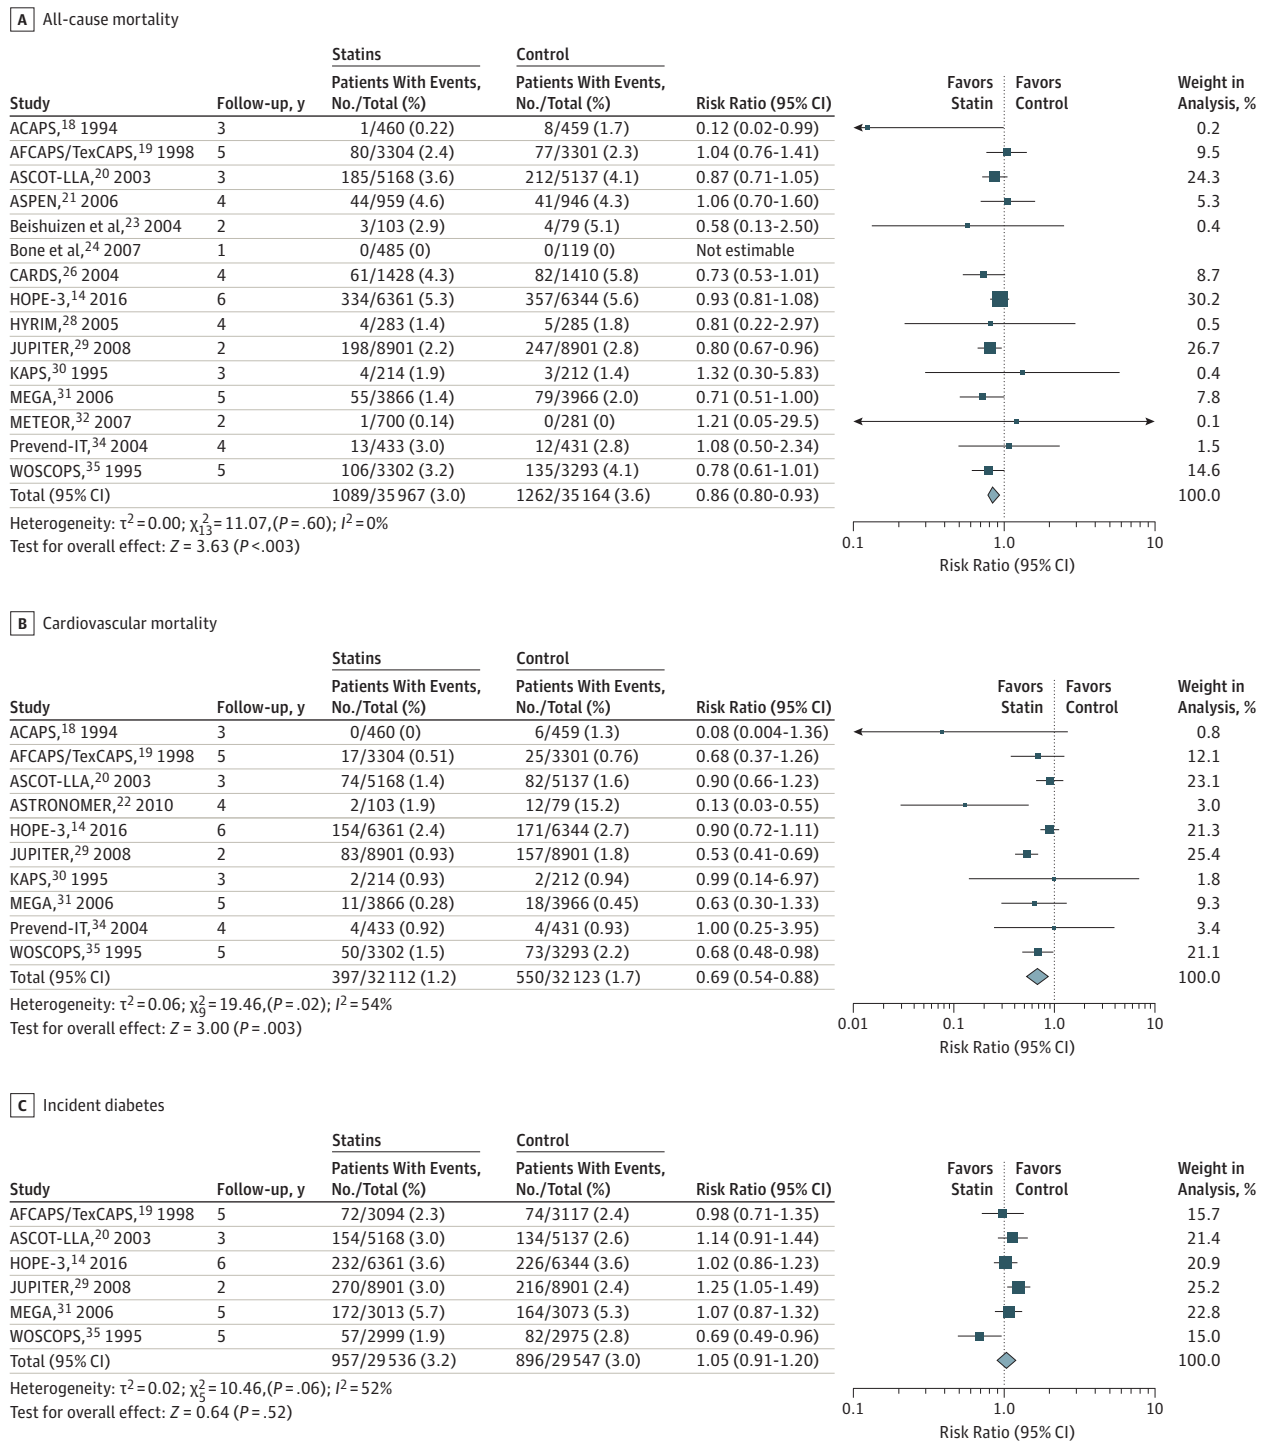 A All-cause mortality
Statins Control
Patients With Events, Patients With Events, Favors Favors Weight in
Study Follow-up, y No./Total (%) No./Total (%) Risk Ratio (95% CI) Statin Control Analysis, %
ACAPS,18 1994 3 1/460 (0.22) 8/459 (1.7) 0.12 (0.02-0.99) 0.2
AFCAPS/TexCAPS,19 1998 5 80/3304 (2.4) 77/3301 (2.3) 1.04 (0.76-1.41) 9.5
ASCOT-LLA,20 2003 3 185/5168 (3.6) 212/5137 (4.1) 0.87 (0.71-1.05) 24.3
ASPEN,21 2006 4 44/959 (4.6) 41/946 (4.3) 1.06 (0.70-1.60) 5.3
Beishuizen et al,23 2004 2 3/103 (2.9) 4/79 (5.1) 0.58 (0.13-2.50) 0.4
Bone et al,24 2007 1 0/485 (0) 0/119 (0) Not estimable
CARDS,26 2004 4 61/1428 (4.3) 82/1410 (5.8) 0.73 (0.53-1.01) 8.7
HOPE-3,14 2016 6 334/6361 (5.3) 357/6344 (5.6) 0.93 (0.81-1.08) 30.2
HYRIM,28 2005 4 4/283 (1.4) 5/285 (1.8) 0.81 (0.22-2.97) 0.5
JUPITER,29 2008 2 198/8901 (2.2) 247/8901 (2.8) 0.80 (0.67-0.96) 26.7
KAPS,30 1995 3 4/214 (1.9) 3/212 (1.4) 1.32 (0.30-5.83) 0.4
MEGA,31 2006 5 55/3866 (1.4) 79/3966 (2.0) 0.71 (0.51-1.00) 7.8
METEOR,32 2007 2 1/700 (0.14) 0/281 (0) 1.21 (0.05-29.5) 0.1
Prevend-IT,34 2004 4 13/433 (3.0) 12/431 (2.8) 1.08 (0.50-2.34) 1.5
WOSCOPS,35 1995 5 106/3302 (3.2) 135/3293 (4.1) 0.78 (0.61-1.01) 14.6
Total (95% CI) 1089/35 967 (3.0) 1262/35 164 (3.6) 0.86 (0.80-0.93) 100.0
Heterogeneity: τ2 = 0.00; χ2 13 = 11.07,(P = .60); I2 = 0%
Test for overall effect: Z = 3.63 (P <.003)
0.1 1.0 10
Risk Ratio (95% CI)
B Cardiovascular mortality
Statins Control
Patients With Events, Patients With Events, Favors Favors Weight in
Study Follow-up, y No./Total (%) No./Total (%) Risk Ratio (95% CI) Statin Control Analysis, %
ACAPS,18 1994 3 0/460 (0) 6/459 (1.3) 0.08 (0.004-1.36) 0.8
AFCAPS/TexCAPS,19 1998 5 17/3304 (0.51) 25/3301 (0.76) 0.68 (0.37-1.26) 12.1
ASCOT-LLA,20 2003 3 74/5168 (1.4) 82/5137 (1.6) 0.90 (0.66-1.23) 23.1
ASTRONOMER,22 2010 4 2/103 (1.9) 12/79 (15.2) 0.13 (0.03-0.55) 3.0
HOPE-3,14 2016 6 154/6361 (2.4) 171/6344 (2.7) 0.90 (0.72-1.11) 21.3
JUPITER,29 2008 2 83/8901 (0.93) 157/8901 (1.8) 0.53 (0.41-0.69) 25.4
KAPS,30 1995 3 2/214 (0.93) 2/212 (0.94) 0.99 (0.14-6.97) 1.8
MEGA,31 2006 5 11/3866 (0.28) 18/3966 (0.45) 0.63 (0.30-1.33) 9.3
Prevend-IT,34 2004 4 4/433 (0.92) 4/431 (0.93) 1.00 (0.25-3.95) 3.4
WOSCOPS,35 1995 5 50/3302 (1.5) 73/3293 (2.2) 0.68 (0.48-0.98) 21.1
Total (95% CI) 397/32 112 (1.2) 550/32 123 (1.7) 0.69 (0.54-0.88) 100.0
Heterogeneity: τ2 = 0.06; χ2 9 = 19.46,(P = .02); I2 = 54%
Test for overall effect: Z = 3.00 (P = .003)
0.01 0.1 1.0 10
Risk Ratio (95% CI)
C Incident diabetes
Statins Control
Patients With Events, Patients With Events, Favors Favors Weight in
Study Follow-up, y No./Total (%) No./Total (%) Risk Ratio (95% CI) Statin Control Analysis, %
AFCAPS/TexCAPS,19 1998 5 72/3094 (2.3) 74/3117 (2.4) 0.98 (0.71-1.35) 15.7
ASCOT-LLA,20 2003 3 154/5168 (3.0) 134/5137 (2.6) 1.14 (0.91-1.44) 21.4
HOPE-3,14 2016 6 232/6361 (3.6) 226/6344 (3.6) 1.02 (0.86-1.23) 20.9
JUPITER,29 2008 2 270/8901 (3.0) 216/8901 (2.4) 1.25 (1.05-1.49) 25.2
MEGA,31 2006 5 172/3013 (5.7) 164/3073 (5.3) 1.07 (0.87-1.32) 22.8
WOSCOPS,35 1995 5 57/2999 (1.9) 82/2975 (2.8) 0.69 (0.49-0.96) 15.0
Total (95% CI) 957/29 536 (3.2) 896/29 547 (3.0) 1.05 (0.91-1.20) 100.0
Heterogeneity: τ2 = 0.02; χ2 5 = 10.46,(P = .06); I2 = 52%
Test for overall effect: Z = 0.64 (P = .52)
0.1 1.0 10
Risk Ratio (95% CI)